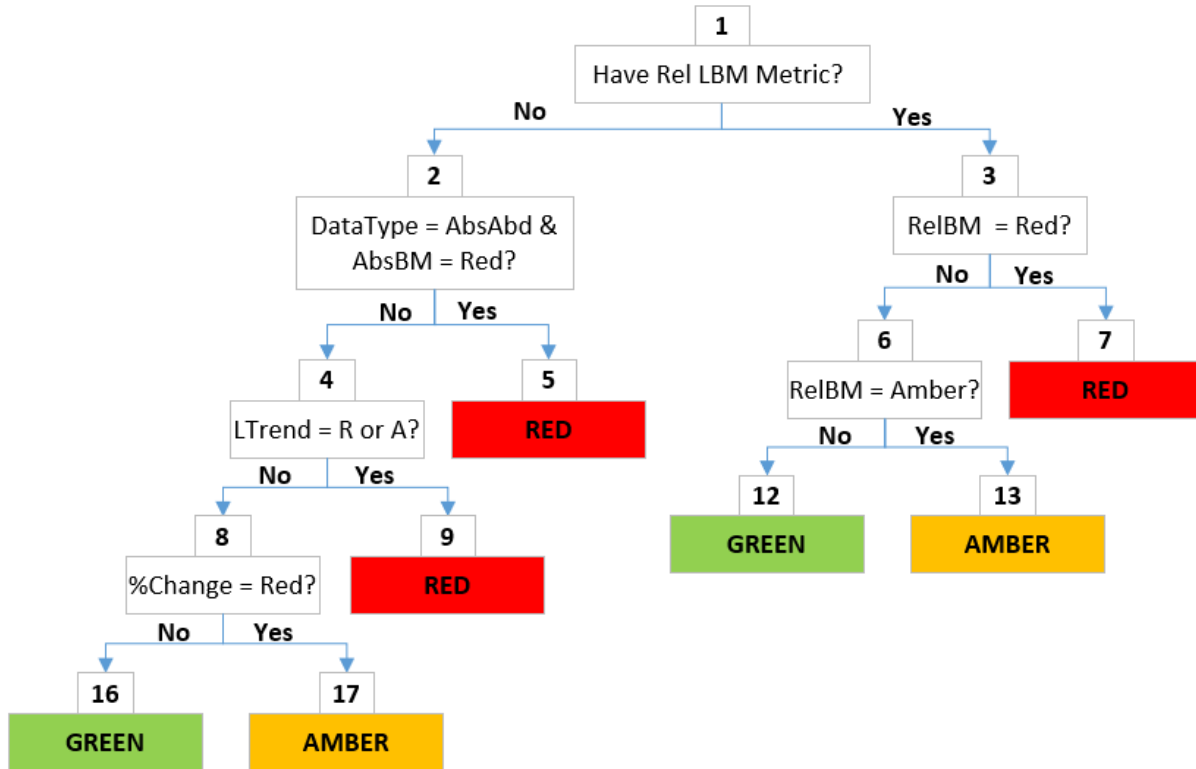 1
Have Rel LBM Metric?
No
Yes
2
DataType = AbsAbd &
AbsBM = Red?
3
RelBM = Red?
No
Yes
No
Yes
4
LTrend = R or A?
5
RED
6
RelBM = Amber?
7
RED
No
Yes
No
Yes
8
%Change = Red?
9
RED
12
GREEN
13
AMBER
No
Yes
16
GREEN
17
AMBER